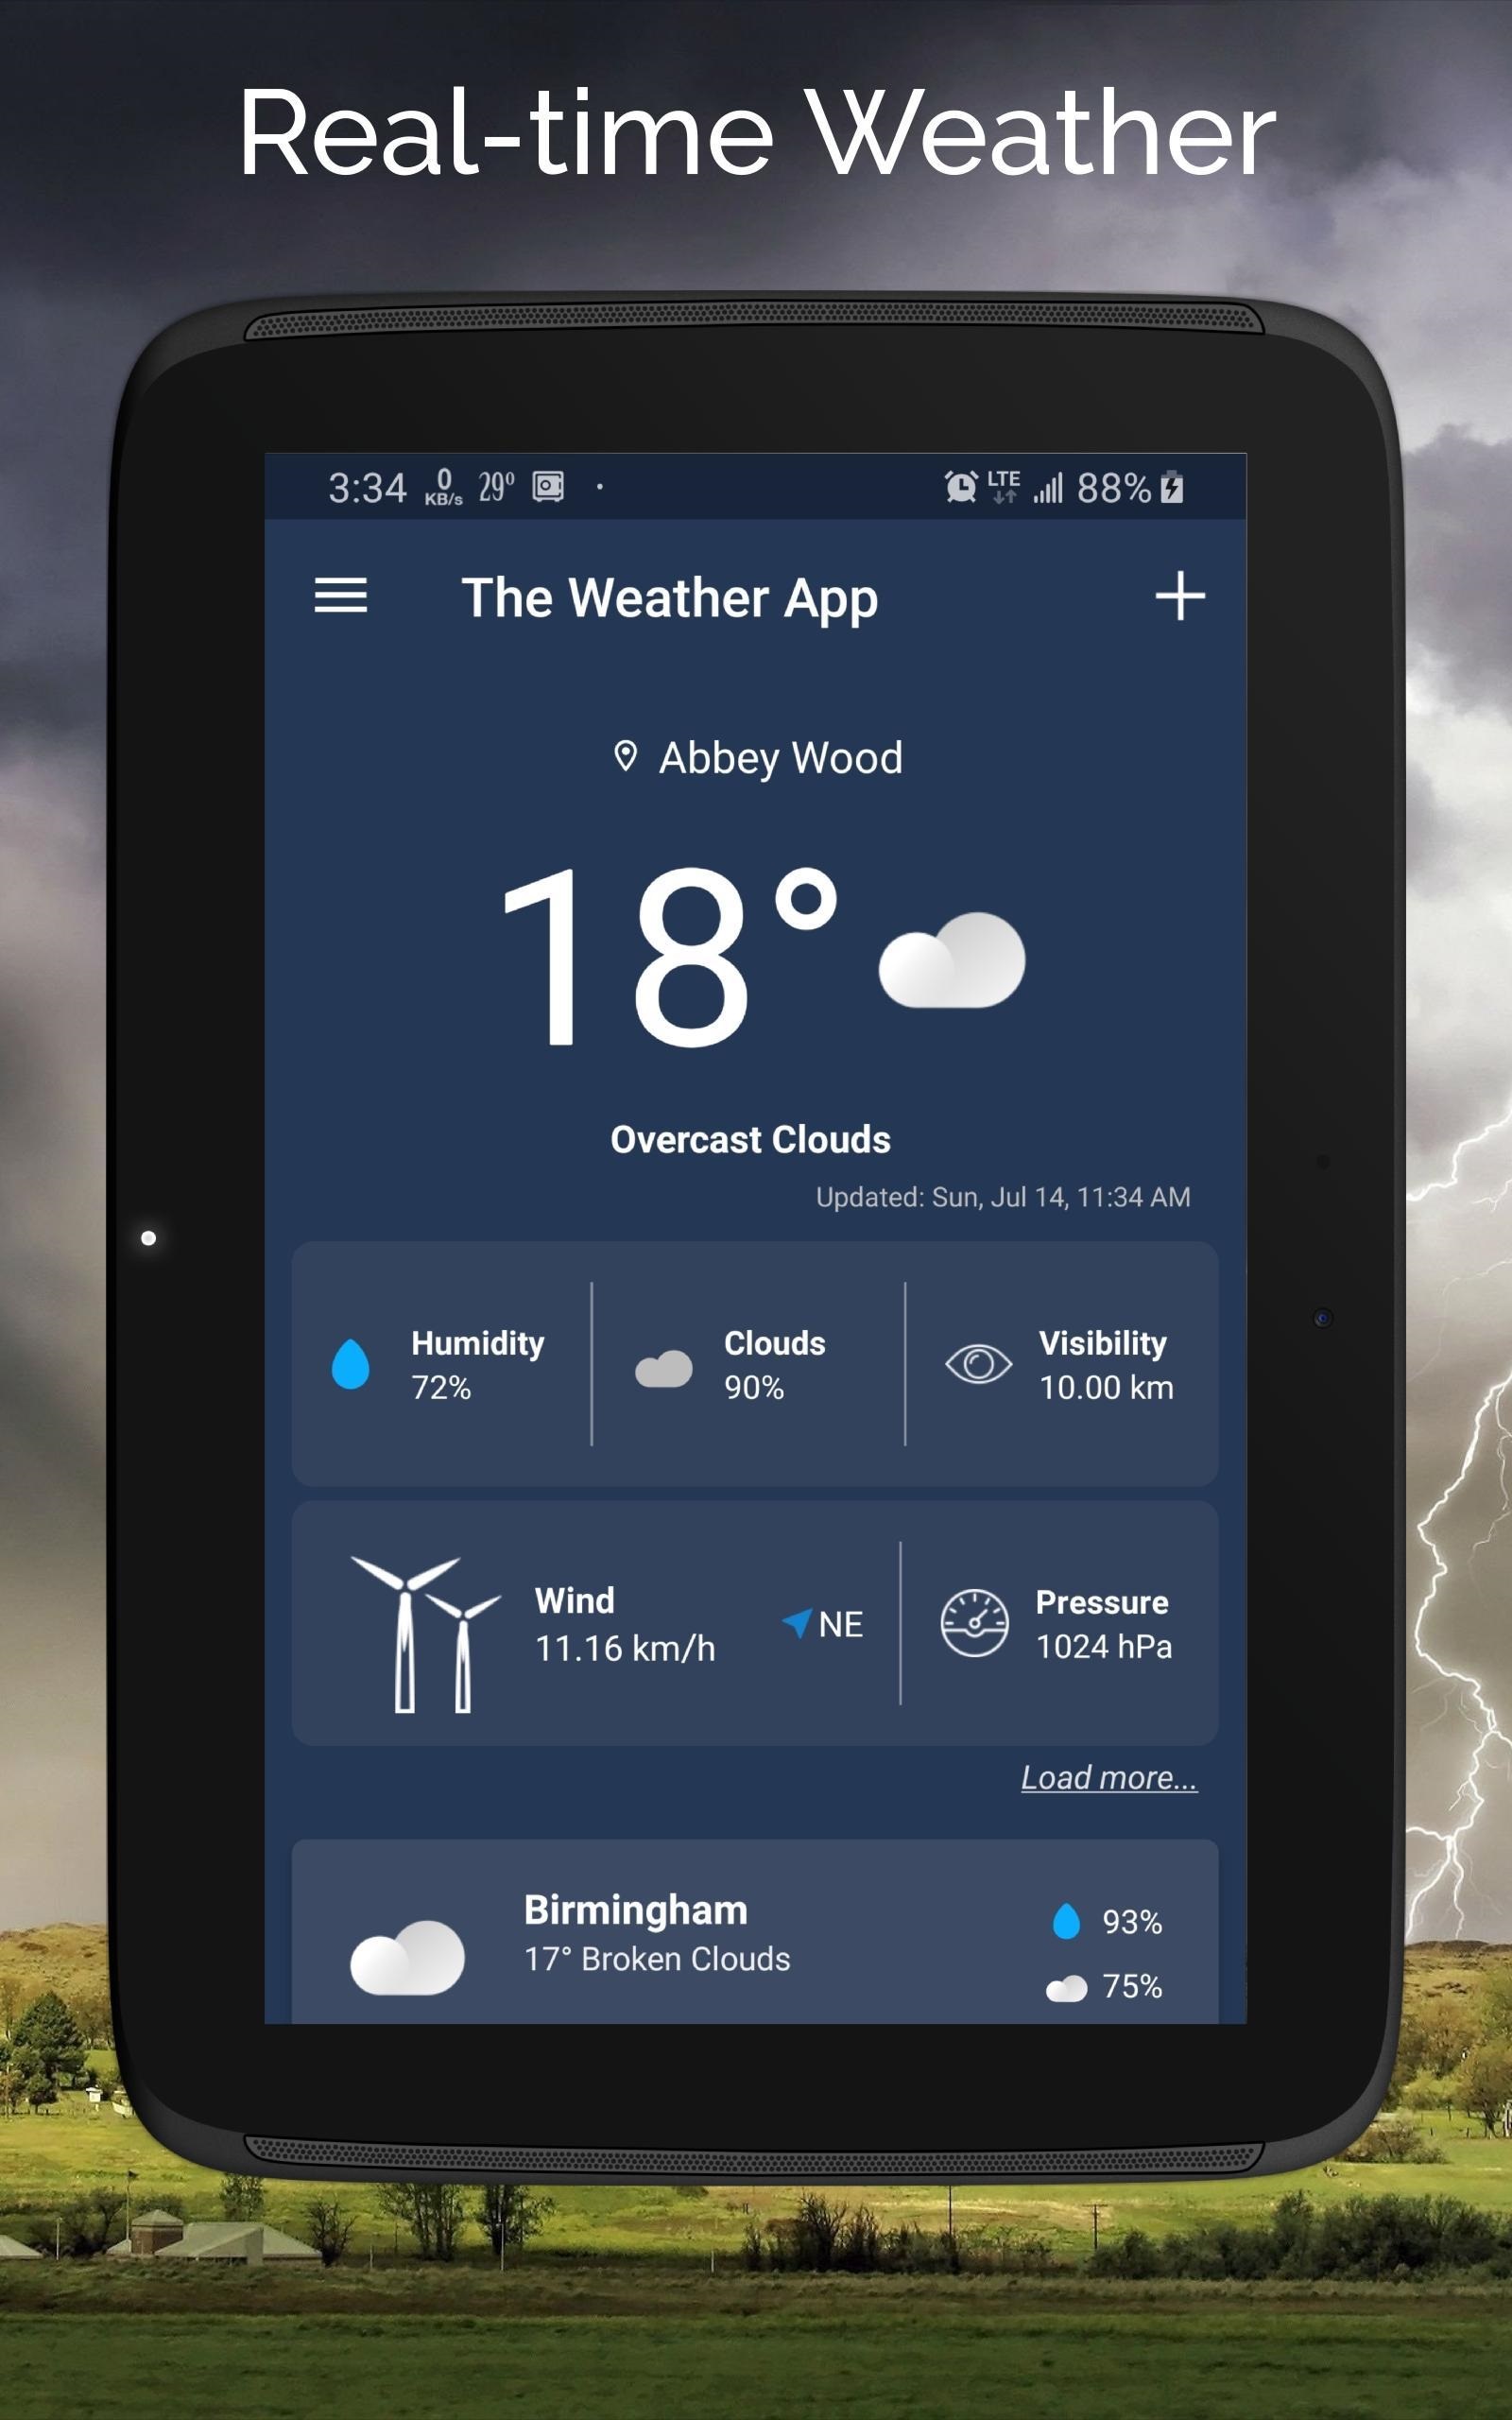 Real-time Weather
3:34 0 KB/s 29° LTE 88%
The Weather App
Abbey Wood
18°
Overcast Clouds
Updated: Sun, Jul 14, 11:34 AM
Humidity Clouds Visibility
72% 90% 10.00 km
Wind NE Pressure
11.16 km/h 1024 hPa
Load more...
Birmingham 93%
17° Broken Clouds 75%